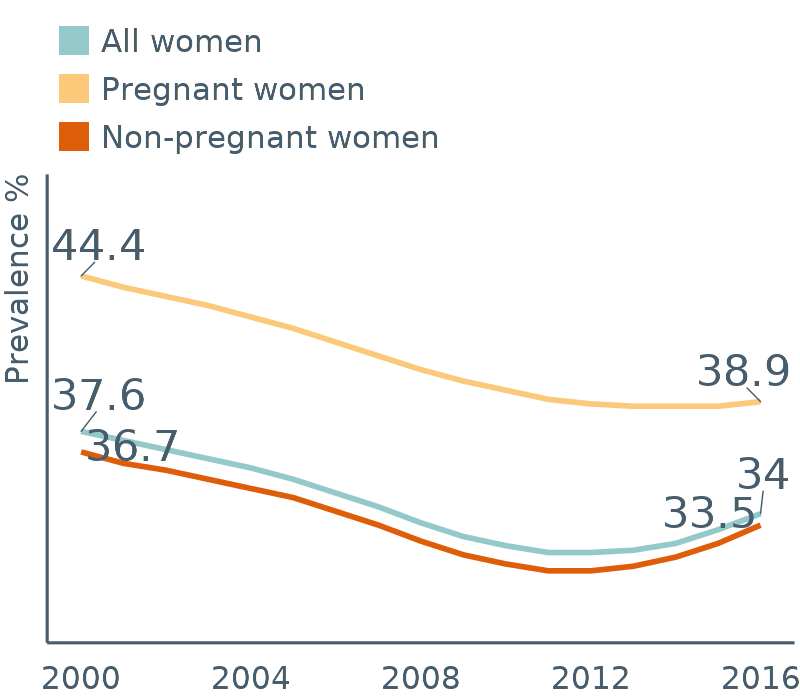 All women
Pregnant women
Non-pregnant women
Prevalence %
44.4
37.6
36.7
38.9
34
33.5
2000 2004 2008 2012 2016